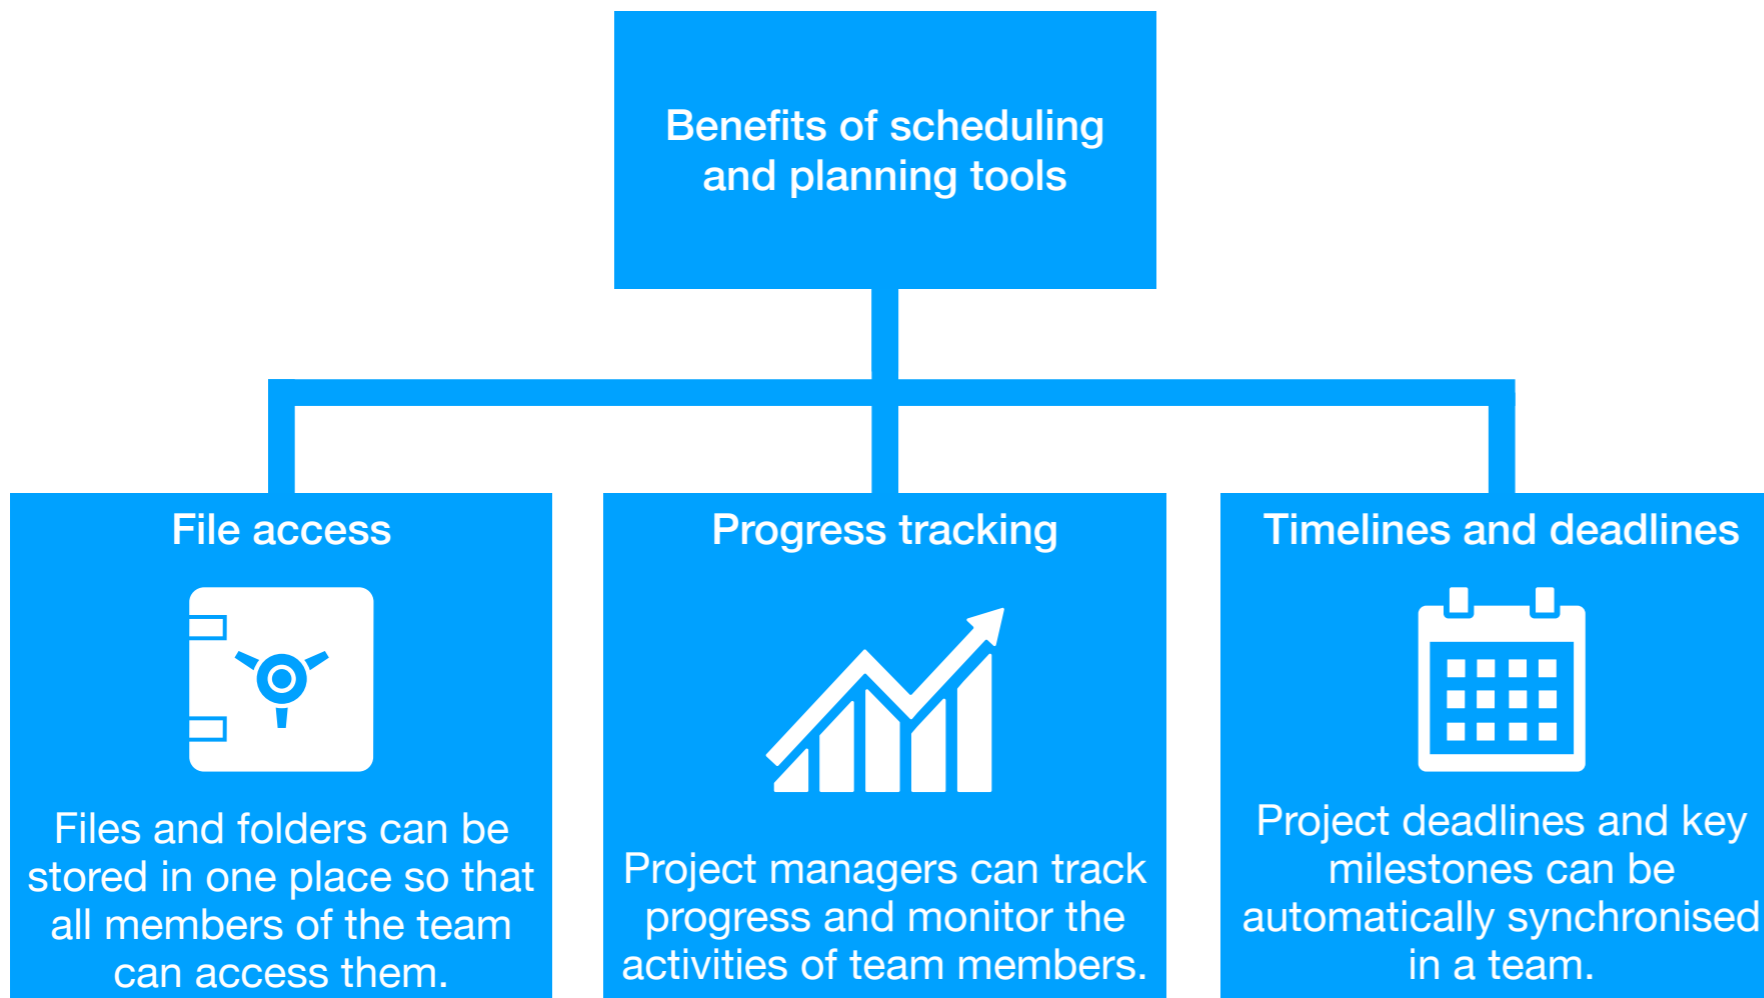 Benefits of scheduling
and planning tools
File access
Files and folders can be
stored in one place so that
all members of the team
can access them.
Progress tracking
Project managers can track
progress and monitor the
activities of team members.
Timelines and deadlines
Project deadlines and key
milestones can be
automatically synchronised
in a team.